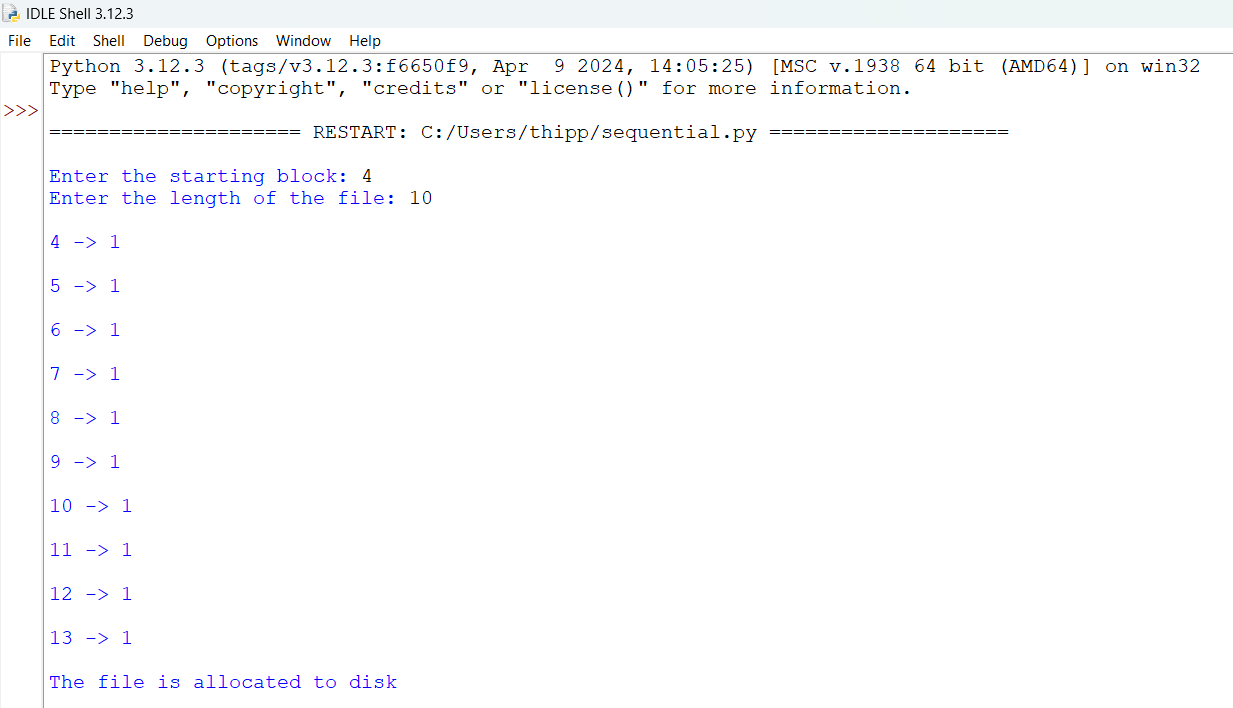 IDLE Shell 3.12.3
File Edit Shell Debug Options Window Help
Python 3.12.3 (tags/v3.12.3:f6650f9, Apr  9 2024, 14:05:25) [MSC v.1938 64 bit (AMD64)] on win32
Type "help", "copyright", "credits" or "license()" for more information.
>>>
===================== RESTART: C:/Users/thipp/sequential.py ====================
Enter the starting block: 4
Enter the length of the file: 10
4 -> 1
5 -> 1
6 -> 1
7 -> 1
8 -> 1
9 -> 1
10 -> 1
11 -> 1
12 -> 1
13 -> 1
The file is allocated to disk